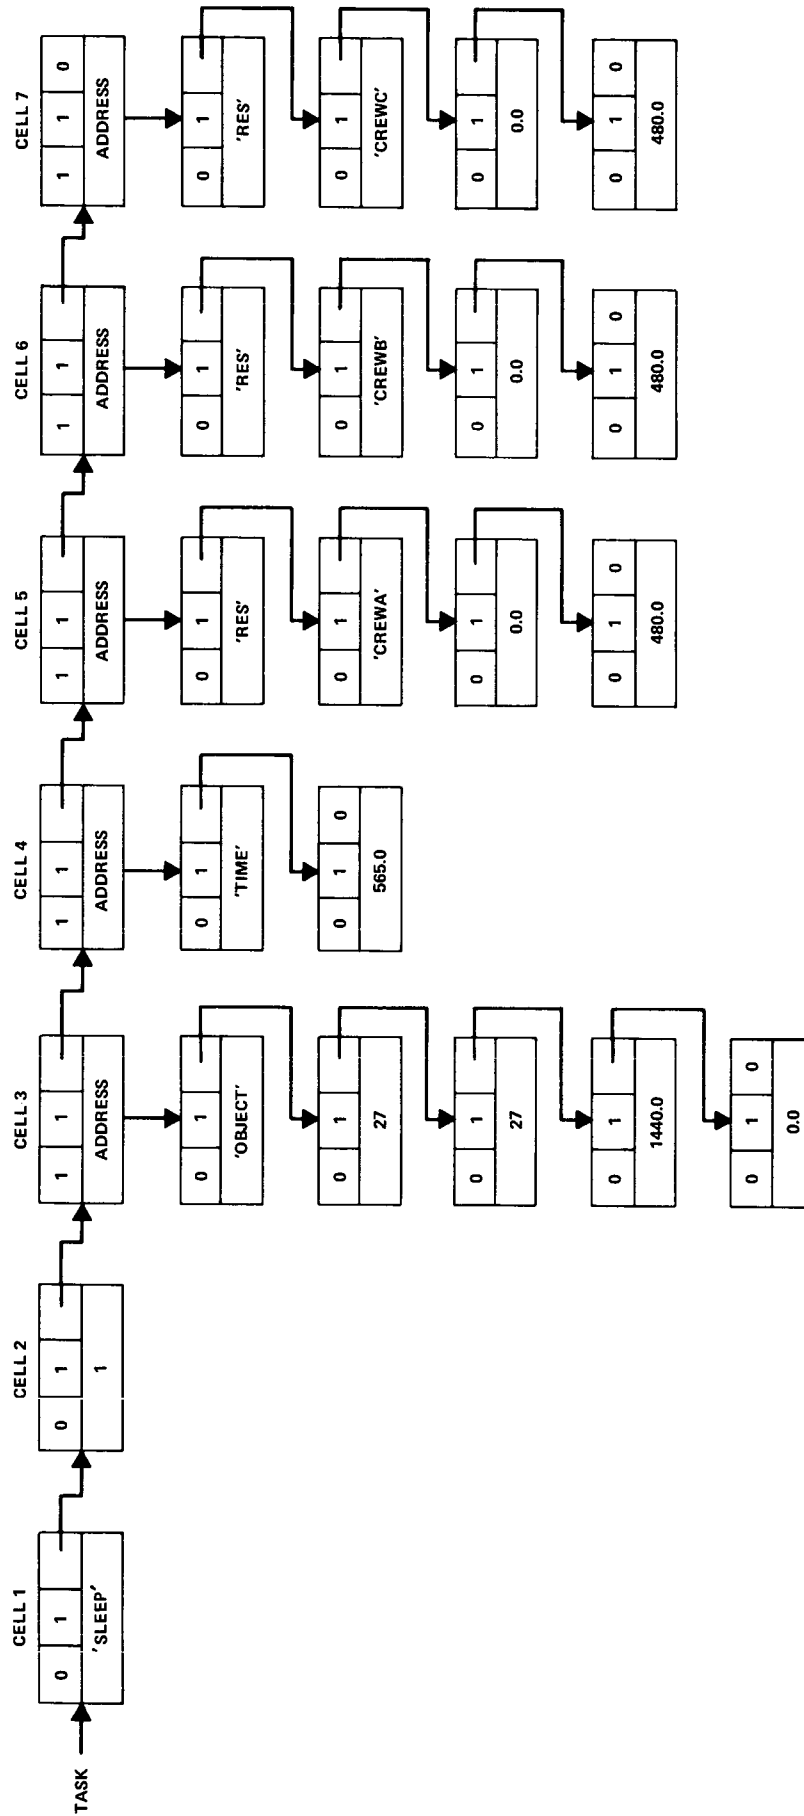 CELL 1
CELL 2
CELL 3
CELL 4
CELL 5
CELL 6
CELL 7
TASK
0 1
'SLEEP'
0 1
1
1 1
ADDRESS
1 1
ADDRESS
1 1
ADDRESS
1 1
ADDRESS
1 1 0
ADDRESS
0 1
'OBJECT'
0 1
27
0 1
27
0 1
1440.0
0 1 0
0.0
0 1
'TIME'
0 1 0
565.0
0 1
'RES'
0 1
'CREWA'
0 1
0.0
0 1 0
480.0
0 1
'RES'
0 1
'CREWB'
0 1
0.0
0 1 0
480.0
0 1
'RES'
0 1
'CREWC'
0 1
0.0
0 1 0
480.0